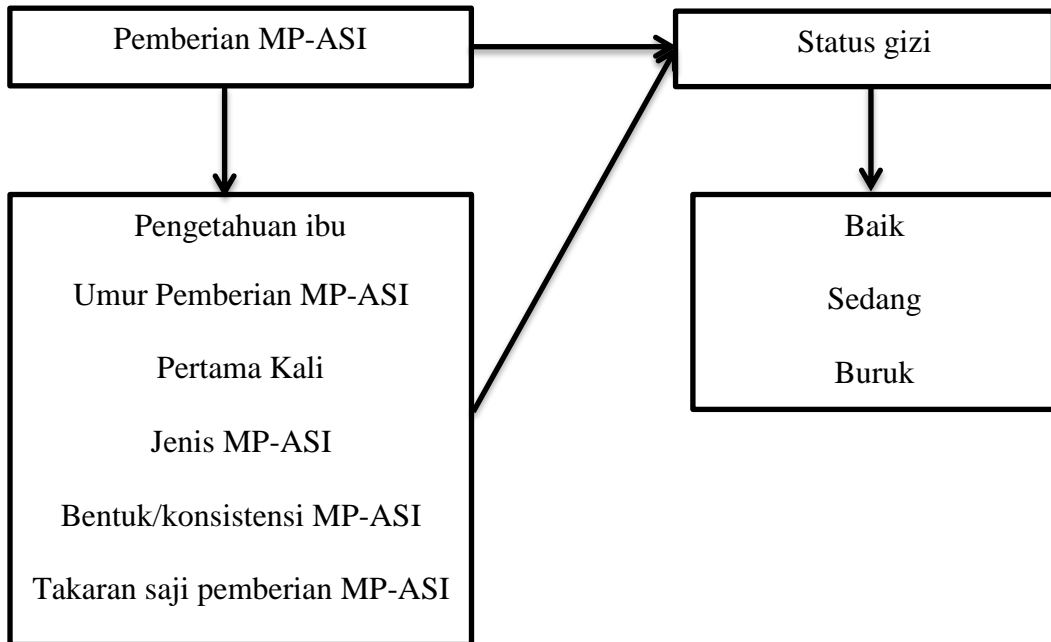 Pemberian MP-ASI
Status gizi
Pengetahuan ibu
Umur Pemberian MP-ASI
Pertama Kali
Jenis MP-ASI
Bentuk/konsistensi MP-ASI
Takaran saji pemberian MP-ASI
Baik
Sedang
Buruk